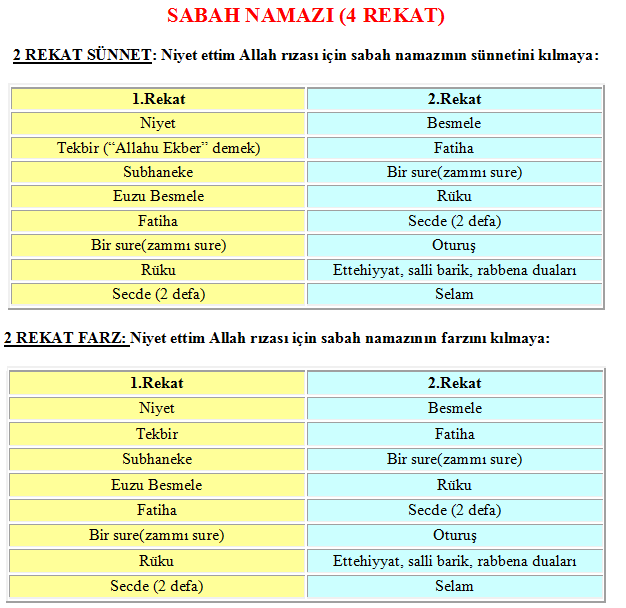 SABAH NAMAZI (4 REKAT)
2 REKAT SÜNNET: Niyet ettim Allah rızası için sabah namazının sünnetini kılmaya:
1.Rekat 2.Rekat
Niyet Besmele
Tekbir (“Allahu Ekber” demek) Fatiha
Subhaneke Bir sure(zammı sure)
Euzu Besmele Rüku
Fatiha Secde (2 defa)
Bir sure(zammı sure) Oturuş
Rüku Ettehiyyat, salli barik, rabbena duaları
Secde (2 defa) Selam
2 REKAT FARZ: Niyet ettim Allah rızası için sabah namazının farzını kılmaya:
1.Rekat 2.Rekat
Niyet Besmele
Tekbir Fatiha
Subhaneke Bir sure(zammı sure)
Euzu Besmele Rüku
Fatiha Secde (2 defa)
Bir sure(zammı sure) Oturuş
Rüku Ettehiyyat, salli barik, rabbena duaları
Secde (2 defa) Selam